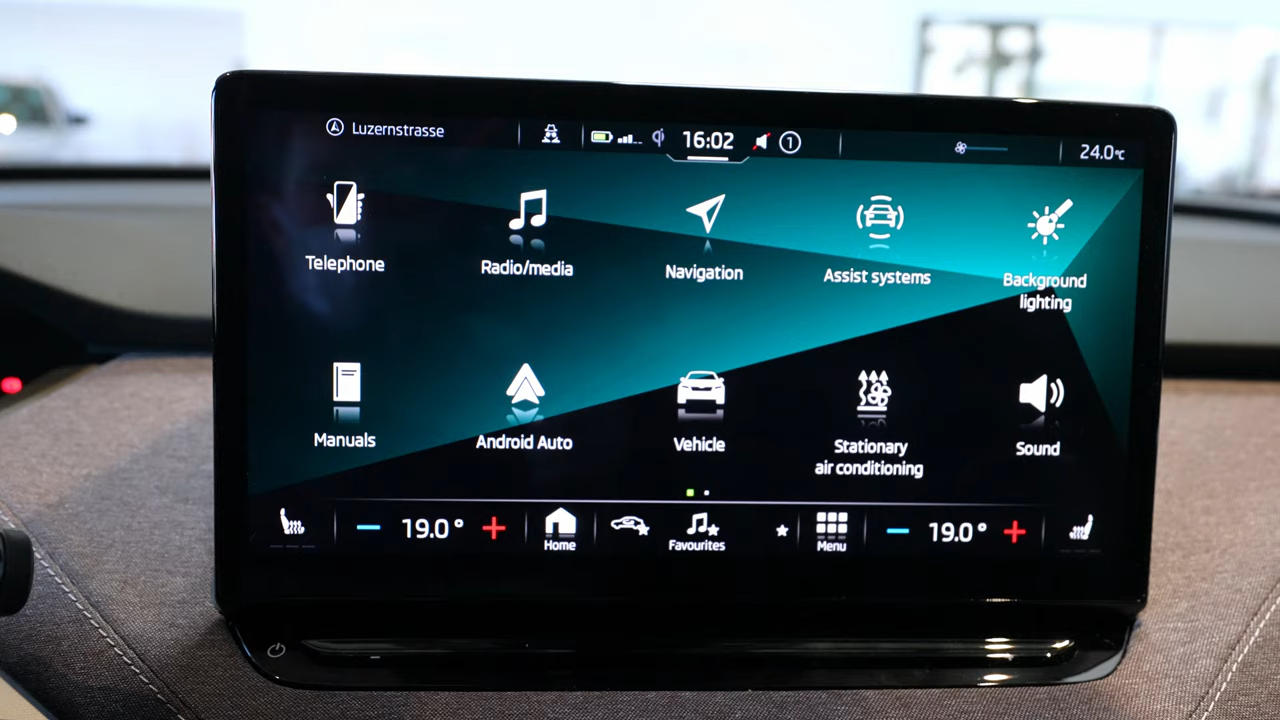 Luzernstrasse
16:02
1
24.0°C
Telephone
Radio/media
Navigation
Assist systems
Background
lighting
Manuals
Android Auto
Vehicle
Stationary
air conditioning
Sound
19.0°
Home
Favourites
Menu
19.0°